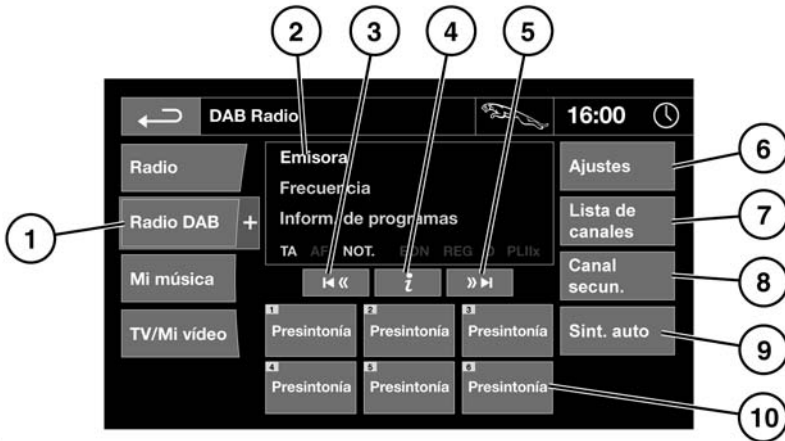 2 3 4 5
DAB Radio 16:00
Radio
Emisora
Ajustes
6
Frecuencia
1
Radio DAB +
Inform. de programas
Lista de canales
7
TA AF NOT. REG PLIIx
Mi música
i
Canal secun.
8
TV/Mi vídeo
1 Presintonía 2 Presintonía 3 Presintonía
Sint. auto
9
4 Presintonía 5 Presintonía 6 Presintonía
10